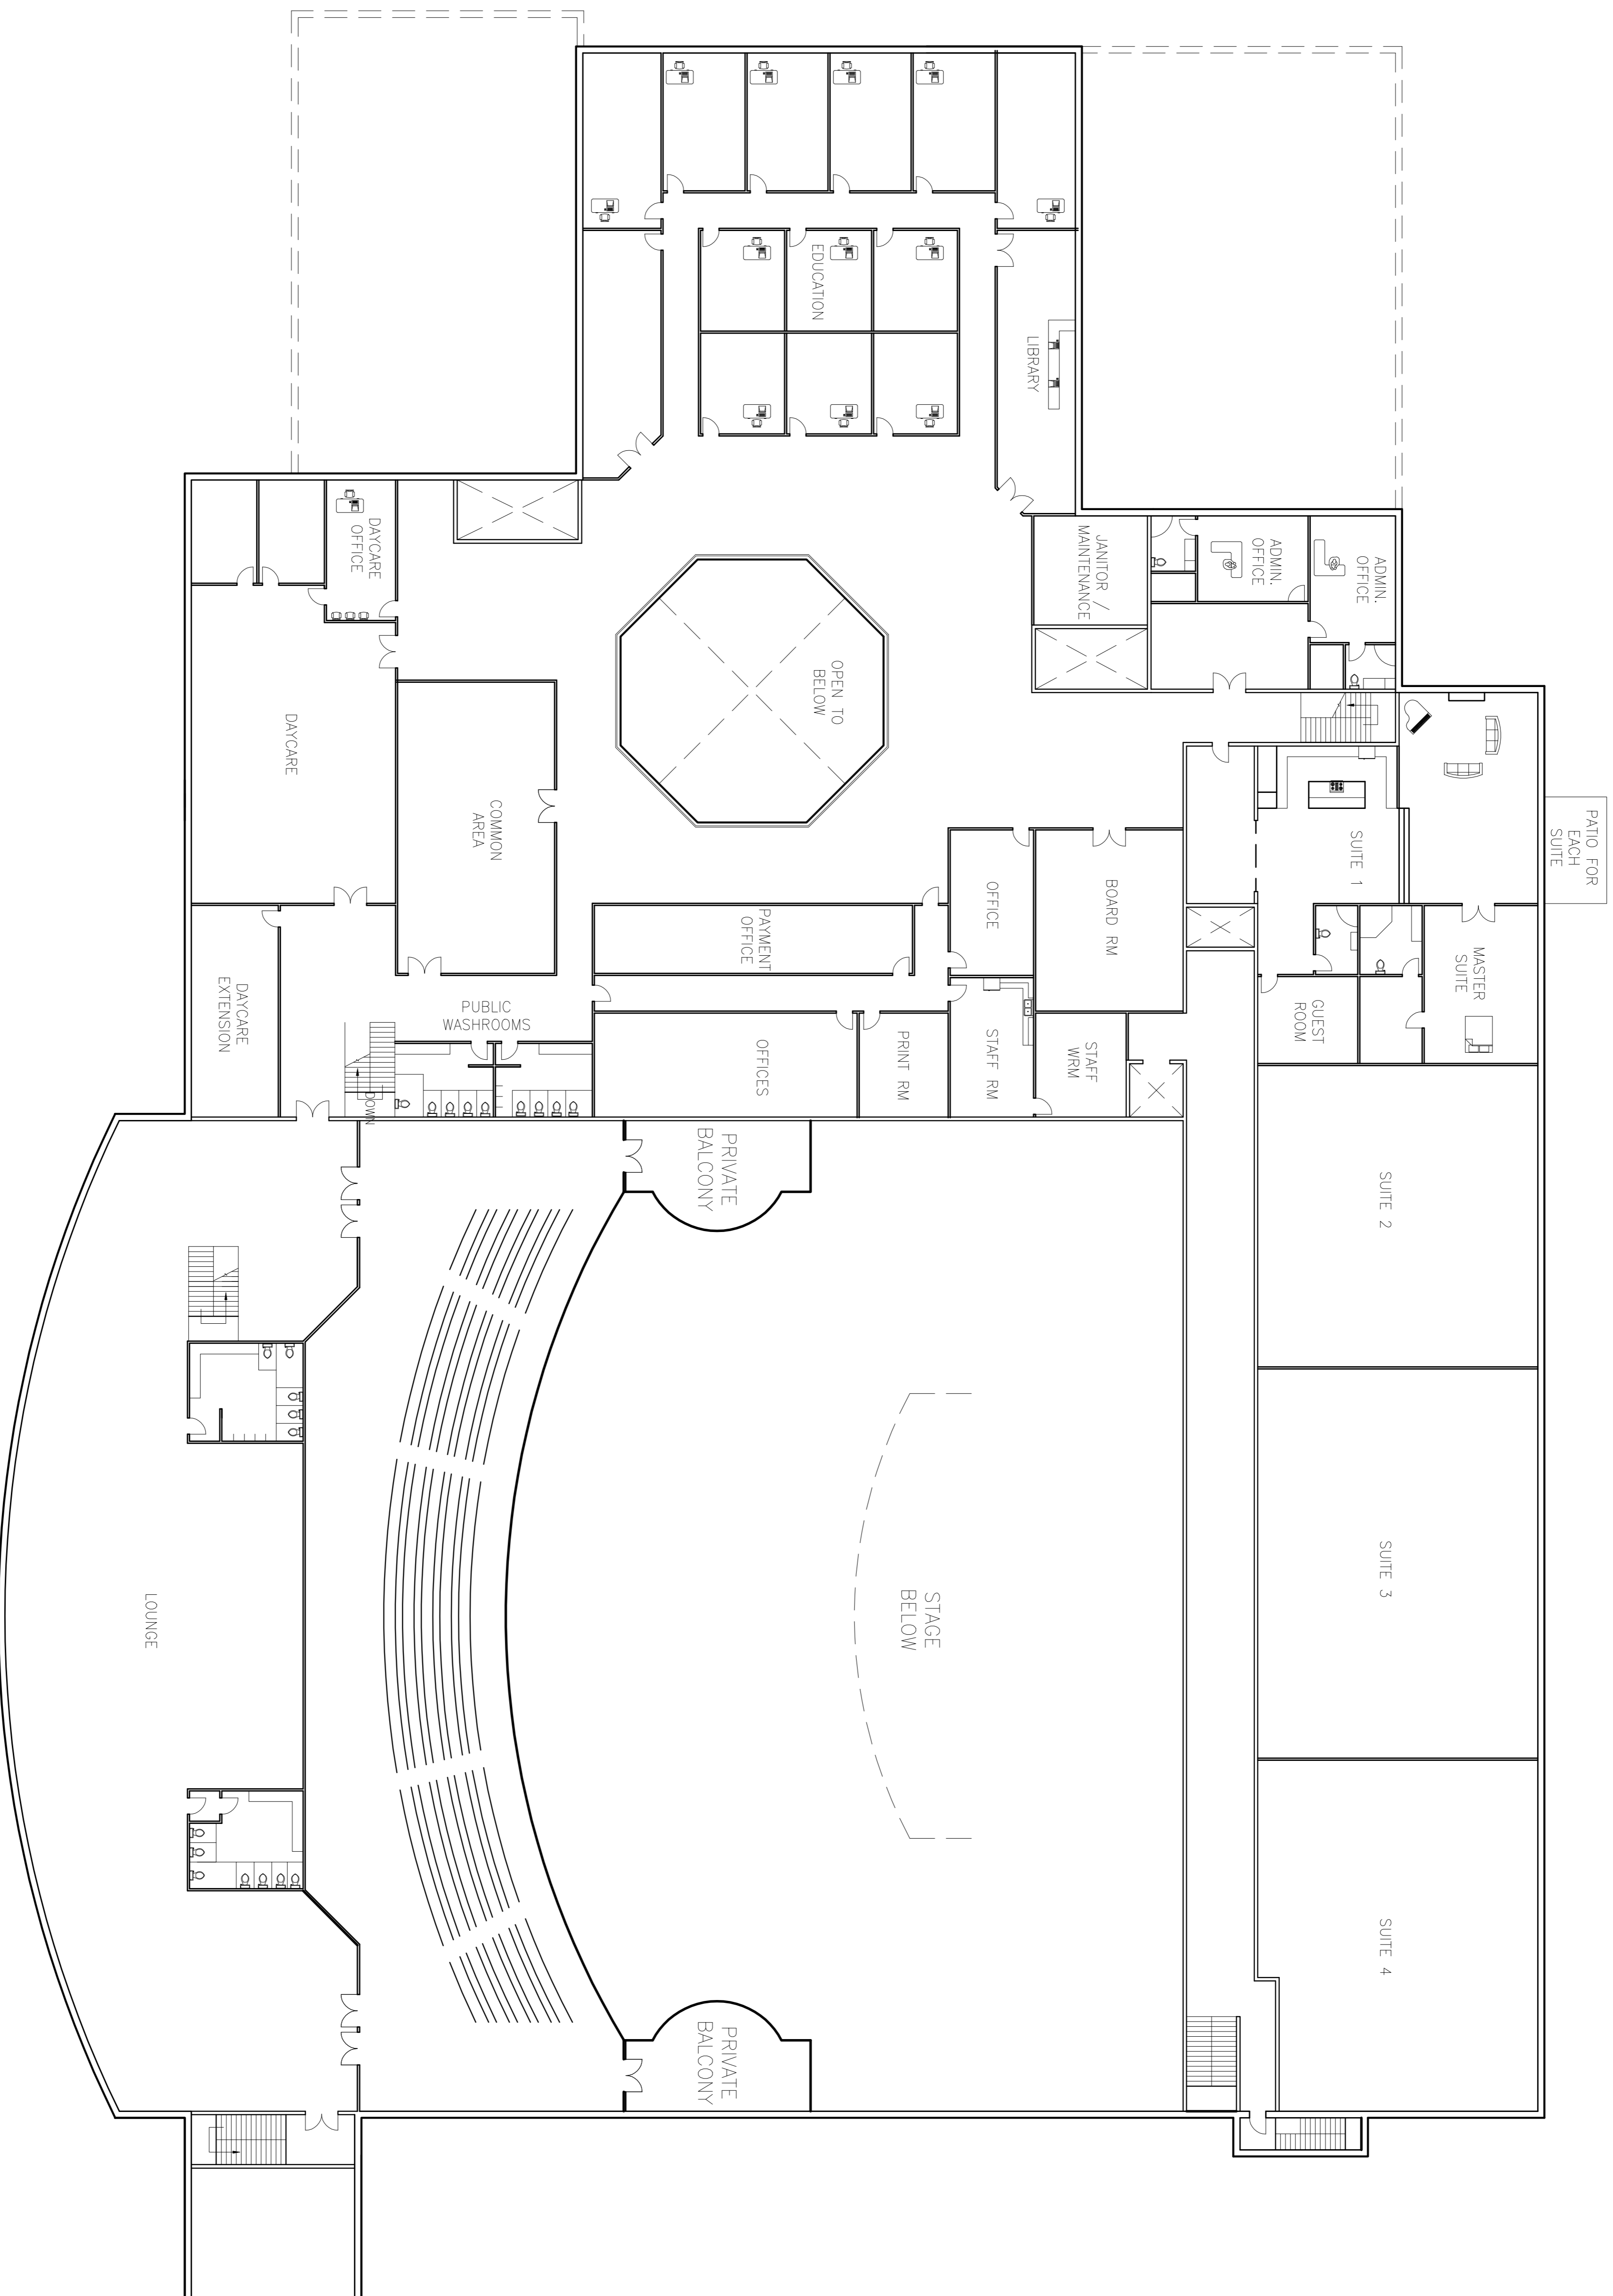 EDUCATION
LIBRARY
DAYCARE
OFFICE
JANITOR /
MAINTENANCE
ADMIN.
OFFICE
ADMIN.
OFFICE
OPEN TO
BELOW
DAYCARE
COMMON
AREA
PATIO FOR
EACH
SUITE
SUITE 1
OFFICE
BOARD RM
PAYMENT
OFFICE
MASTER
SUITE
GUEST
ROOM
DAYCARE
EXTENSION
PUBLIC
WASHROOMS
OFFICES
PRINT RM
STAFF RM
STAFF
WRM
DOWN
PRIVATE
BALCONY
SUITE 2
STAGE
BELOW
SUITE 3
LOUNGE
SUITE 4
PRIVATE
BALCONY